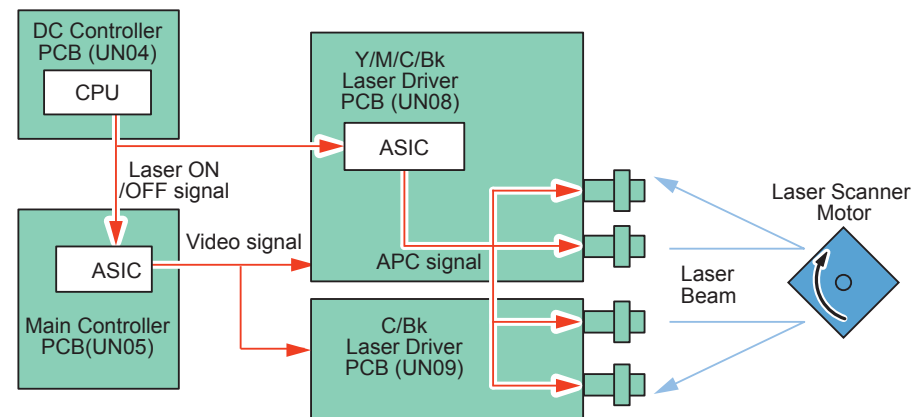 DC Controller
PCB (UN04)
CPU
Laser ON
/OFF signal
ASIC
Main Controller
PCB(UN05)
Video signal
Y/M/C/Bk
Laser Driver
PCB (UN08)
ASIC
APC signal
C/Bk
Laser Driver
PCB (UN09)
Laser
Beam
Laser Scanner
Motor